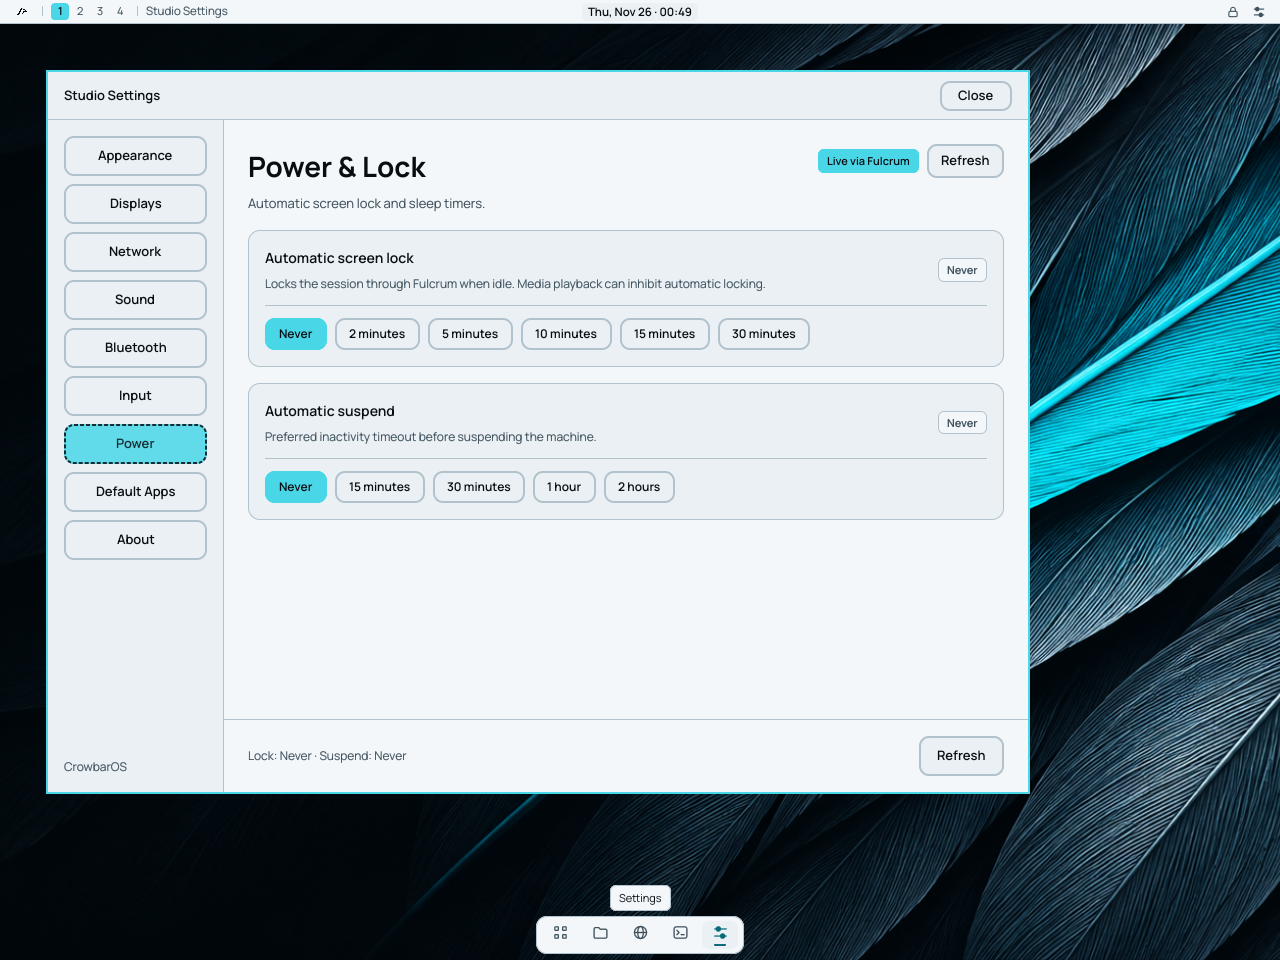 1 2 3 4 Studio Settings
Thu, Nov 26 · 00:49
Studio Settings
Close
Appearance
Displays
Network
Sound
Bluetooth
Input
Power
Default Apps
About
CrowbarOS
Power & Lock
Live via Fulcrum
Refresh
Automatic screen lock and sleep timers.
Automatic screen lock
Locks the session through Fulcrum when idle. Media playback can inhibit automatic locking.
Never
Never 2 minutes 5 minutes 10 minutes 15 minutes 30 minutes
Automatic suspend
Preferred inactivity timeout before suspending the machine.
Never
Never 15 minutes 30 minutes 1 hour 2 hours
Lock: Never · Suspend: Never
Refresh
Settings